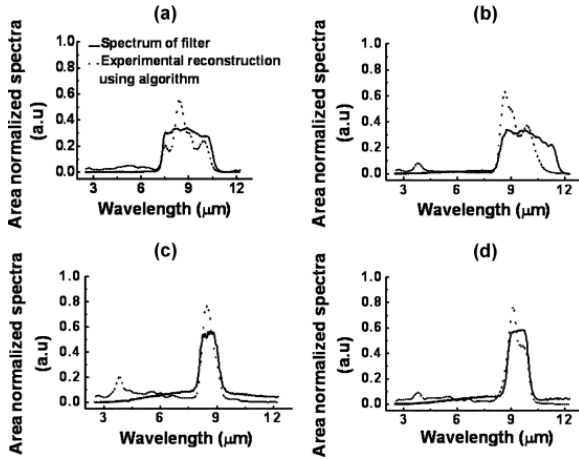 (a)
Area normalized spectra
(a.u)
1.0
0.8
0.6
0.4
0.2
0.0
Spectrum of filter
Experimental reconstruction
using algorithm
3 6 9 12
Wavelength (μm)
(b)
Area normalized spectra
(a.u)
1.0
0.8
0.6
0.4
0.2
0.0
3 6 9 12
Wavelength (μm)
(c)
Area normalized spectra
(a.u)
1.0
0.8
0.6
0.4
0.2
0.0
3 6 9 12
Wavelength (μm)
(d)
Area normalized spectra
(a.u)
1.0
0.8
0.6
0.4
0.2
0.0
3 6 9 12
Wavelength (μm)